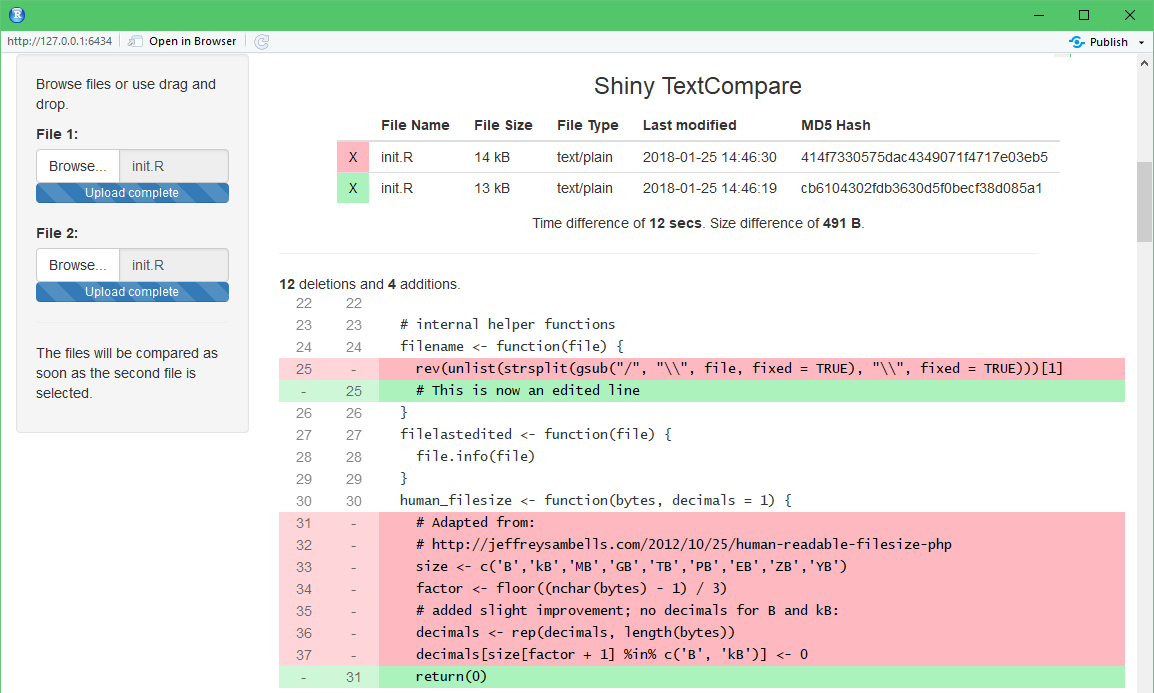 http://127.0.0.1:6434 Open in Browser Publish
Browse files or use drag and
drop.
File 1:
Browse... init.R
Upload complete
File 2:
Browse... init.R
Upload complete
The files will be compared as
soon as the second file is
selected.
Shiny TextCompare
File Name File Size File Type Last modified MD5 Hash
X init.R 14 kB text/plain 2018-01-25 14:46:30 414f7330575dac4349071f4717e03eb5
X init.R 13 kB text/plain 2018-01-25 14:46:19 cb6104302fdb3630d5f0becf38d085a1
Time difference of 12 secs. Size difference of 491 B.
12 deletions and 4 additions.
22 22
23 23 # internal helper functions
24 24 filename <- function(file) {
25 - rev(unlist(strsplit(gsub("/", "\\", file, fixed = TRUE), "\\", fixed = TRUE)))[1]
- 25 # This is now an edited line
26 26 }
27 27 filelastedited <- function(file) {
28 28 file.info(file)
29 29 }
30 30 human_filesize <- function(bytes, decimals = 1) {
31 - # Adapted from:
32 - # http://jeffreysambells.com/2012/10/25/human-readable-filesize-php
33 - size <- c('B','kB','MB','GB','TB','PB','EB','ZB','YB')
34 - factor <- floor((nchar(bytes) - 1) / 3)
35 - # added slight improvement; no decimals for B and kB:
36 - decimals <- rep(decimals, length(bytes))
37 - decimals[size[factor + 1] %in% c('B', 'kB')] <- 0
- 31 return(0)